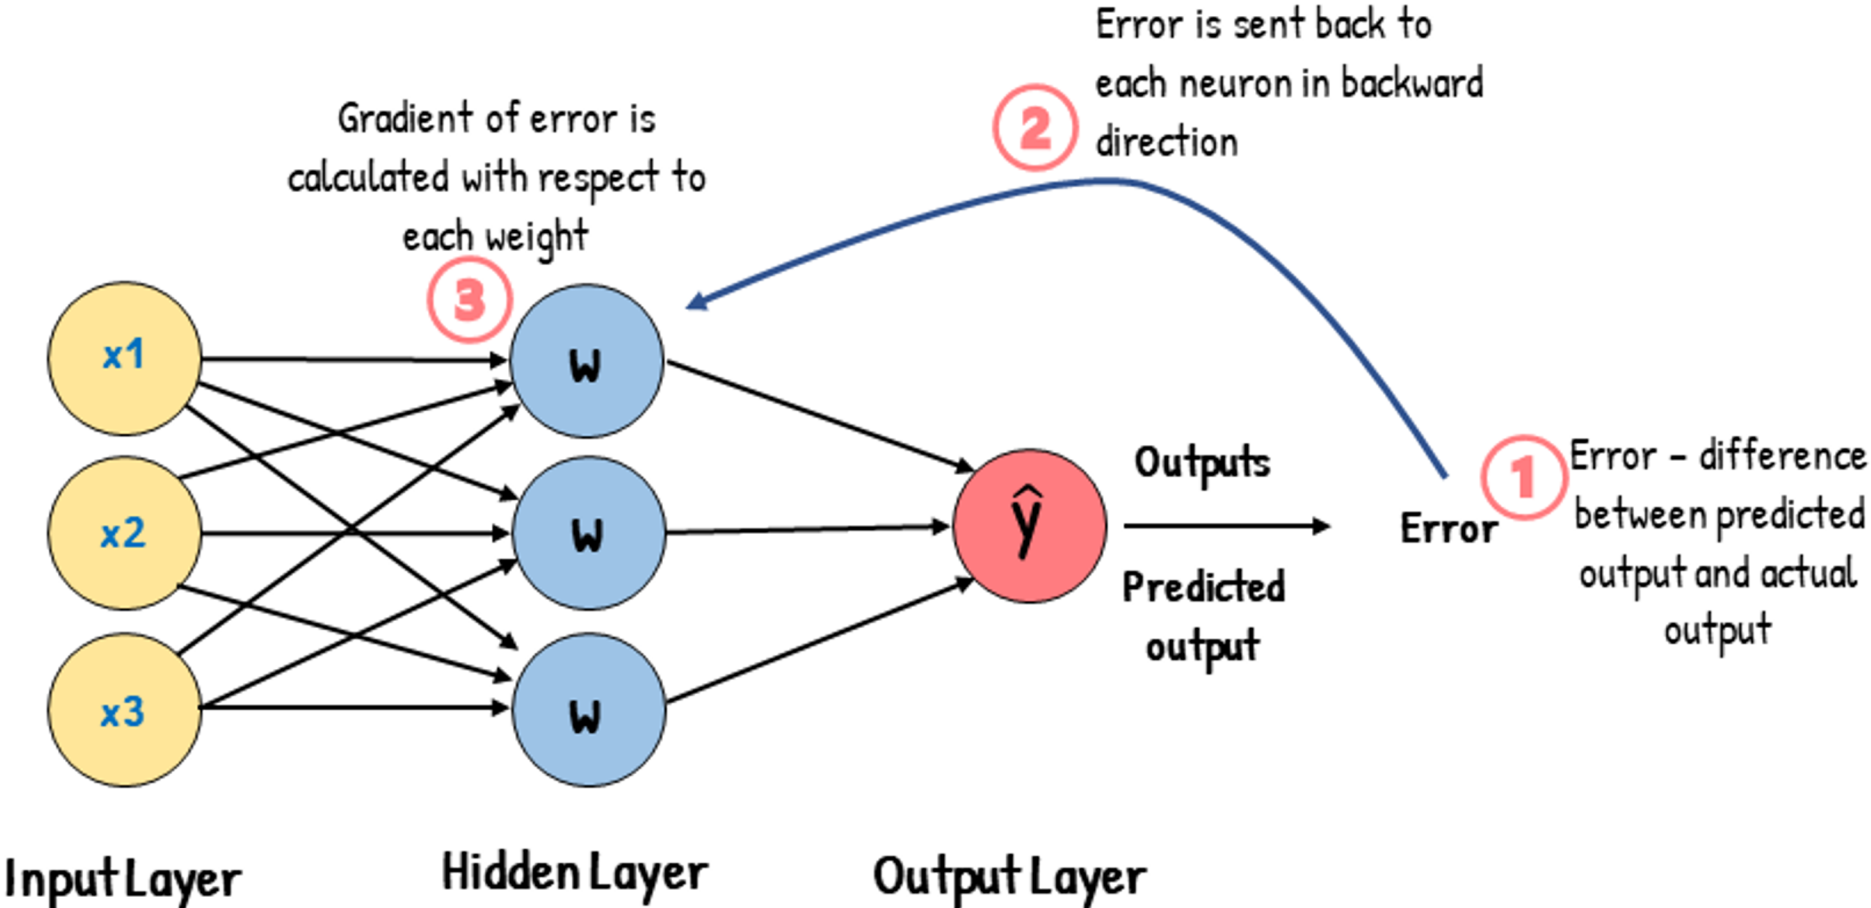 Error is sent back to
each neuron in backward
direction
2
Gradient of error is
calculated with respect to
each weight
3
x1
x2
x3
W
W
W
ŷ
Outputs
Predicted
output
Error
1
Error - difference
between predicted
output and actual
output
Input Layer
Hidden Layer
Output Layer